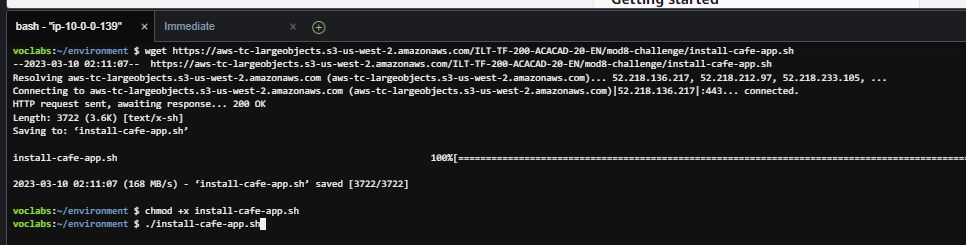 Getting started
bash - "ip-10-0-0-139" × Immediate × +
voclabs:~/environment $ wget https://aws-tc-largeobjects.s3-us-west-2.amazonaws.com/ILT-TF-200-ACACAD-20-EN/mod8-challenge/install-cafe-app.sh
--2023-03-10 02:11:07-- https://aws-tc-largeobjects.s3-us-west-2.amazonaws.com/ILT-TF-200-ACACAD-20-EN/mod8-challenge/install-cafe-app.sh
Resolving aws-tc-largeobjects.s3-us-west-2.amazonaws.com (aws-tc-largeobjects.s3-us-west-2.amazonaws.com)... 52.218.136.217, 52.218.212.97, 52.218.233.105, ...
Connecting to aws-tc-largeobjects.s3-us-west-2.amazonaws.com (aws-tc-largeobjects.s3-us-west-2.amazonaws.com)|52.218.136.217|:443... connected.
HTTP request sent, awaiting response... 200 OK
Length: 3722 (3.6K) [text/x-sh]
Saving to: ‘install-cafe-app.sh’
install-cafe-app.sh 100%[=====================================================================================
2023-03-10 02:11:07 (168 MB/s) - ‘install-cafe-app.sh’ saved [3722/3722]
voclabs:~/environment $ chmod +x install-cafe-app.sh
voclabs:~/environment $ ./install-cafe-app.sh